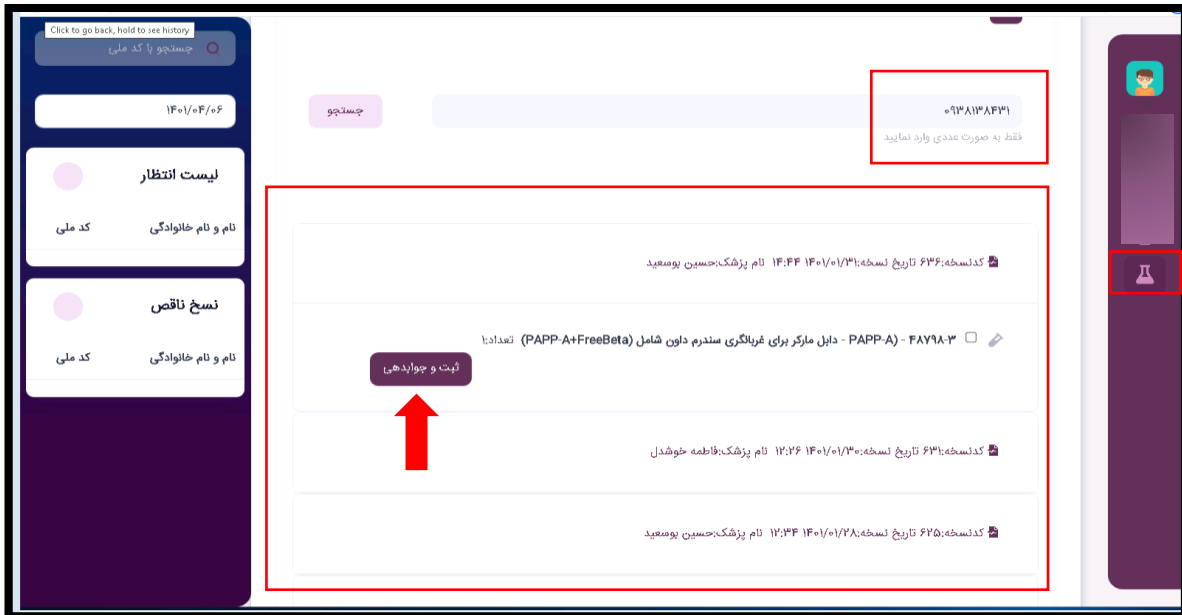 Click to go back, hold to see history
جستجو با کد ملی
۱۴۰۱/۰۴/۰۶
لیست انتظار
نام و نام خانوادگی کد ملی
نسخ ناقص
نام و نام خانوادگی کد ملی
۰۹۳۸۱۳۸۴۳۱
جستجو
فقط به صورت عددی وارد نمایید
کدنسخه:۶۳۶ تاریخ نسخه:۱۴۰۱/۰۱/۳۱ ۱۴:۴۴ نام پزشک:حسین بوسعید
۴۸۷۹۸-۳ - (PAPP-A - دابل مارکر برای غربالگری سندرم داون شامل (PAPP-A+FreeBeta) تعداد:۱
ثبت و جوابدهی
کدنسخه:۶۳۱ تاریخ نسخه:۱۴۰۱/۰۱/۳۰ ۱۲:۲۶ نام پزشک:فاطمه خوشدل
کدنسخه:۶۲۵ تاریخ نسخه:۱۴۰۱/۰۱/۲۸ ۱۲:۳۴ نام پزشک:حسین بوسعید